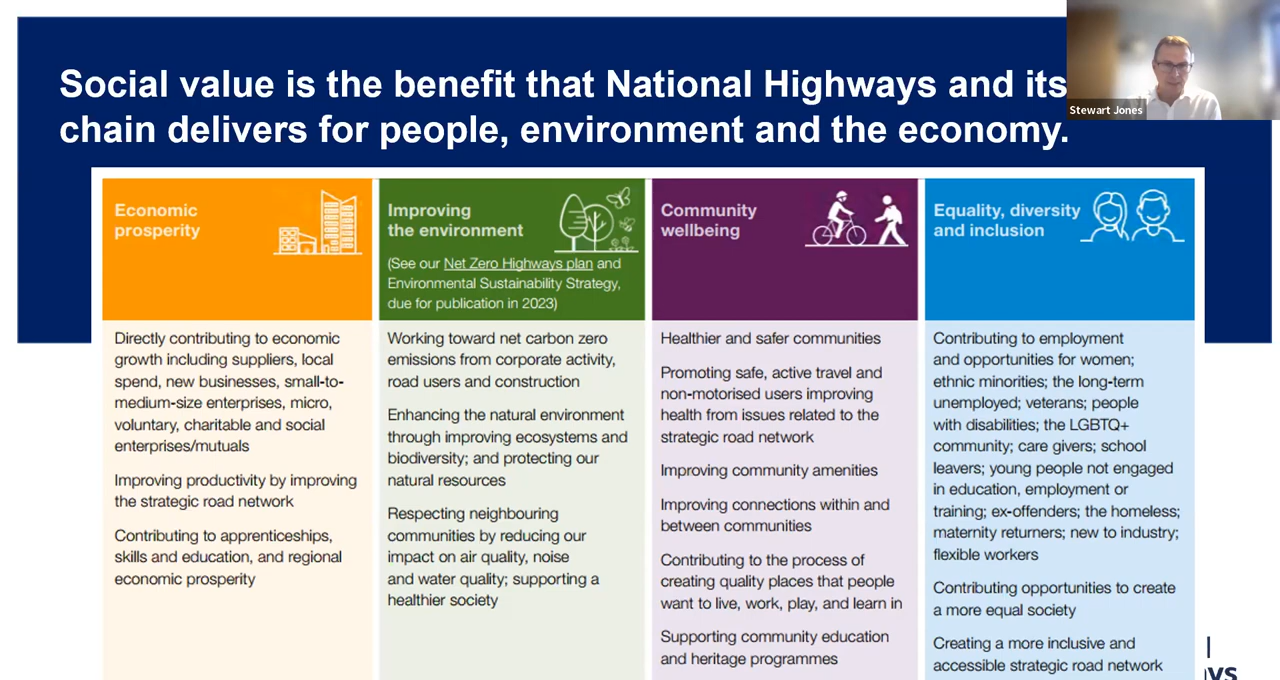 Social value is the benefit that National Highways and its
chain delivers for people, environment and the economy.
Stewart Jones
Economic
prosperity
Directly contributing to economic
growth including suppliers, local
spend, new businesses, small-to-
medium-size enterprises, micro,
voluntary, charitable and social
enterprises/mutuals
Improving productivity by improving
the strategic road network
Contributing to apprenticeships,
skills and education, and regional
economic prosperity
Improving
the environment
(See our Net Zero Highways plan and
Environmental Sustainability Strategy,
due for publication in 2023)
Working toward net carbon zero
emissions from corporate activity,
road users and construction
Enhancing the natural environment
through improving ecosystems and
biodiversity; and protecting our
natural resources
Respecting neighbouring
communities by reducing our
impact on air quality, noise
and water quality; supporting a
healthier society
Community
wellbeing
Healthier and safer communities
Promoting safe, active travel and
non-motorised users improving
health from issues related to the
strategic road network
Improving community amenities
Improving connections within and
between communities
Contributing to the process of
creating quality places that people
want to live, work, play, and learn in
Supporting community education
and heritage programmes
Equality, diversity
and inclusion
Contributing to employment
and opportunities for women;
ethnic minorities; the long-term
unemployed; veterans; people
with disabilities; the LGBTQ+
community; care givers; school
leavers; young people not engaged
in education, employment or
training; ex-offenders; the homeless;
maternity returners; new to industry;
flexible workers
Contributing opportunities to create
a more equal society
Creating a more inclusive and
accessible strategic road network